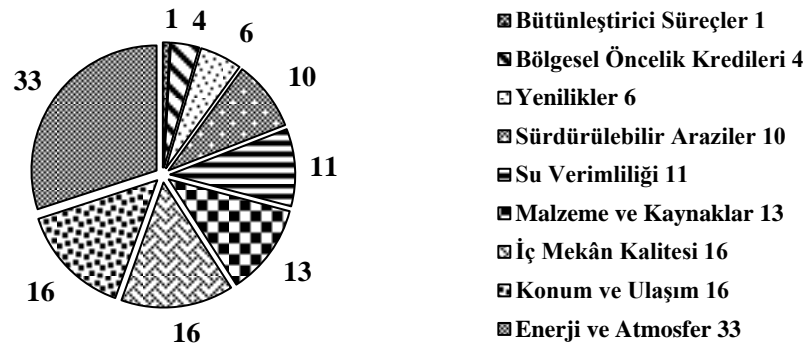 1
4
6
10
11
13
16
16
33
Bütünleştirici Süreçler 1
Bölgesel Öncelik Kredileri 4
Yenilikler 6
Sürdürülebilir Araziler 10
Su Verimliliği 11
Malzeme ve Kaynaklar 13
İç Mekân Kalitesi 16
Konum ve Ulaşım 16
Enerji ve Atmosfer 33